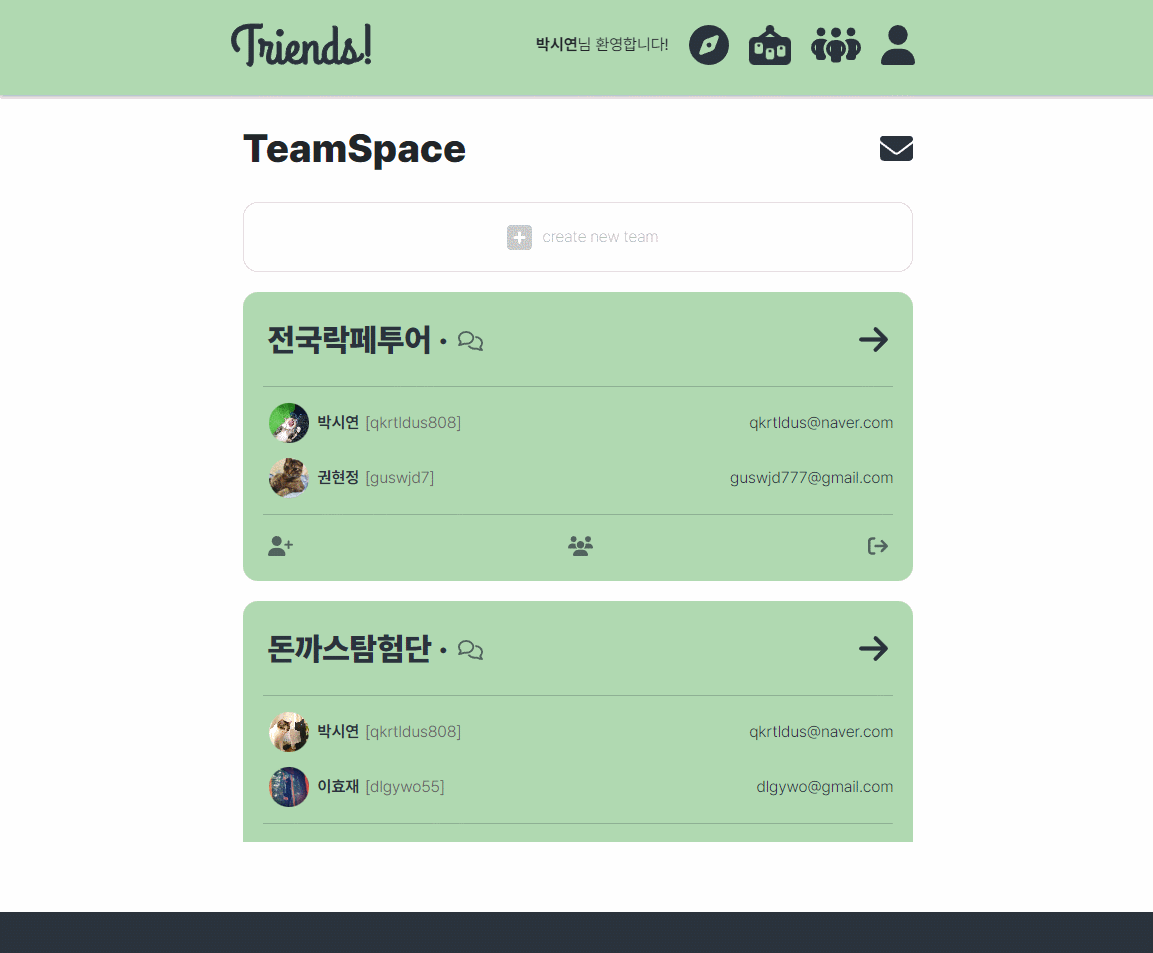 Triends!
박시연님 환영합니다!
TeamSpace
create new team
전국락페투어 •
박시연 [qkrtldus808] qkrtldus@naver.com
권현정 [guswjd7] guswjd777@gmail.com
돈까스탐험단 •
박시연 [qkrtldus808] qkrtldus@naver.com
이효재 [dlgywo55] dlgywo@gmail.com